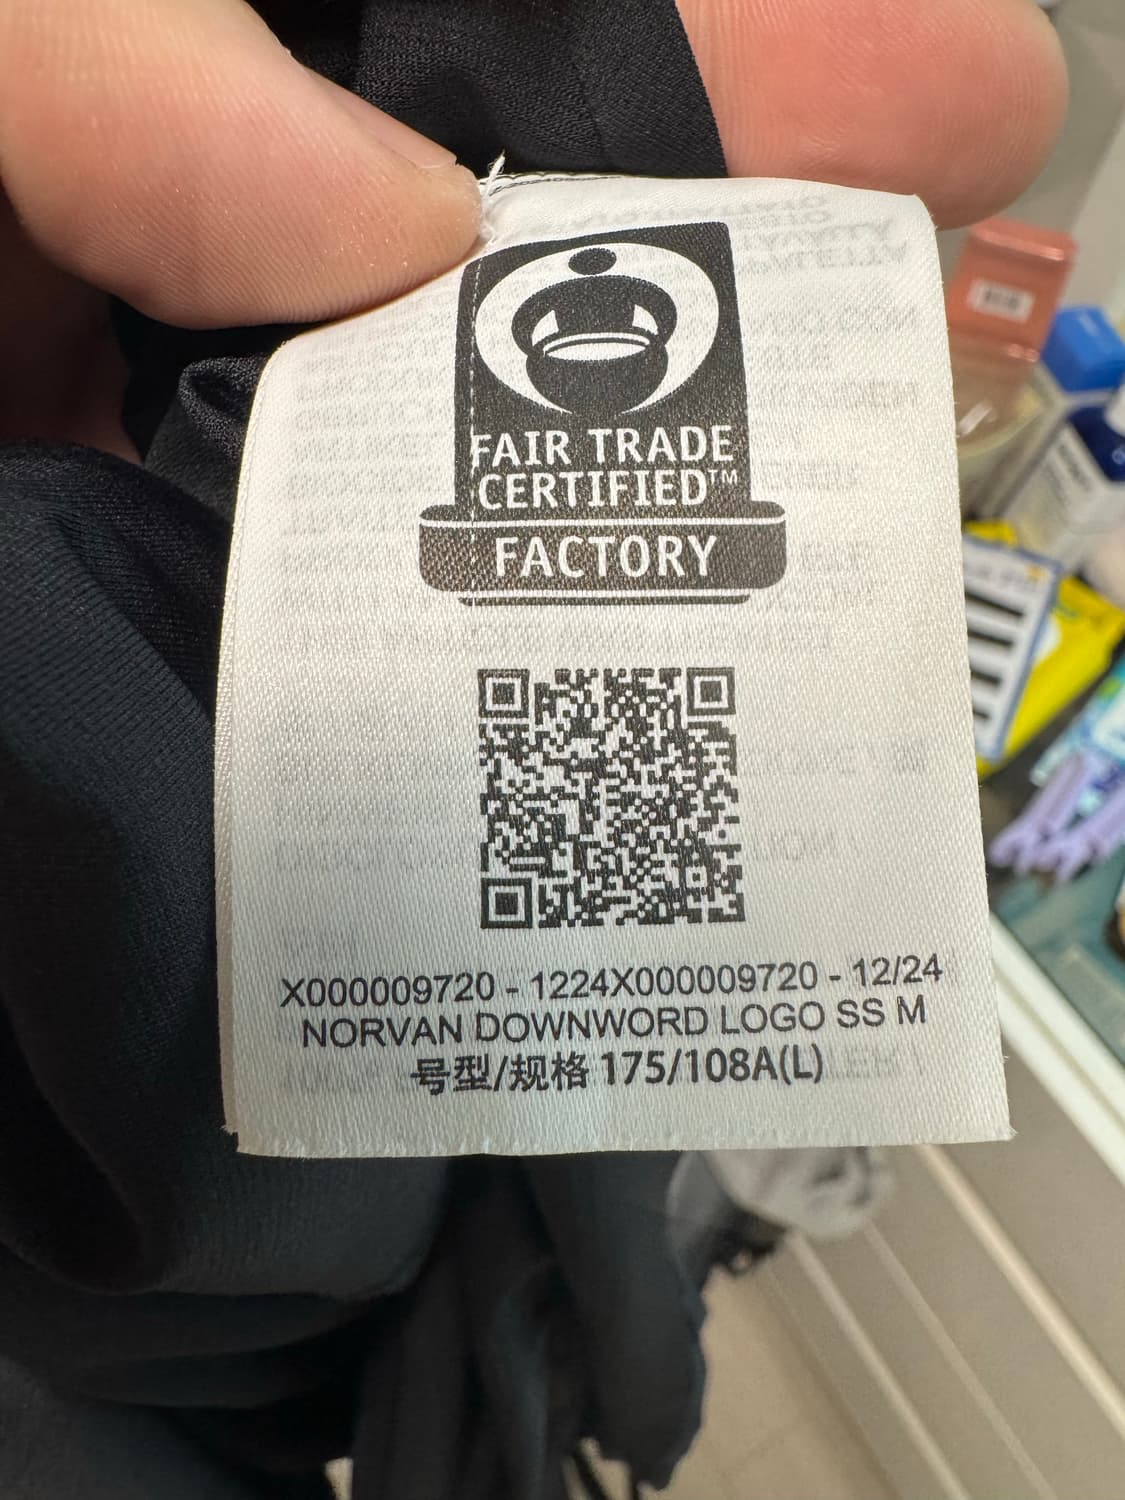 FAIR TRADE
CERTIFIED™
FACTORY
X000009720 - 1224X000009720 - 12/24
NORVAN DOWNWORD LOGO SS M
号型/规格 175/108A(L)